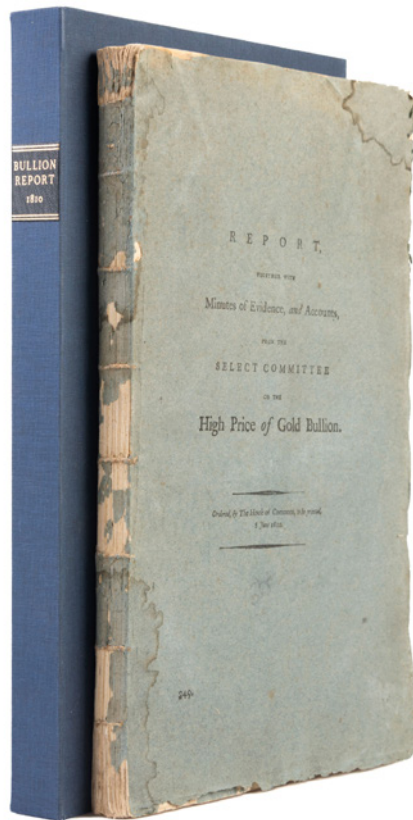 BULLION
REPORT
1810
REPORT,
TOGETHER WITH
Minutes of Evidence, and Accounts,
FROM THE
SELECT COMMITTEE
ON THE
High Price of Gold Bullion.
Ordered, by The House of Commons, to be printed,
8 June 1810.
349.